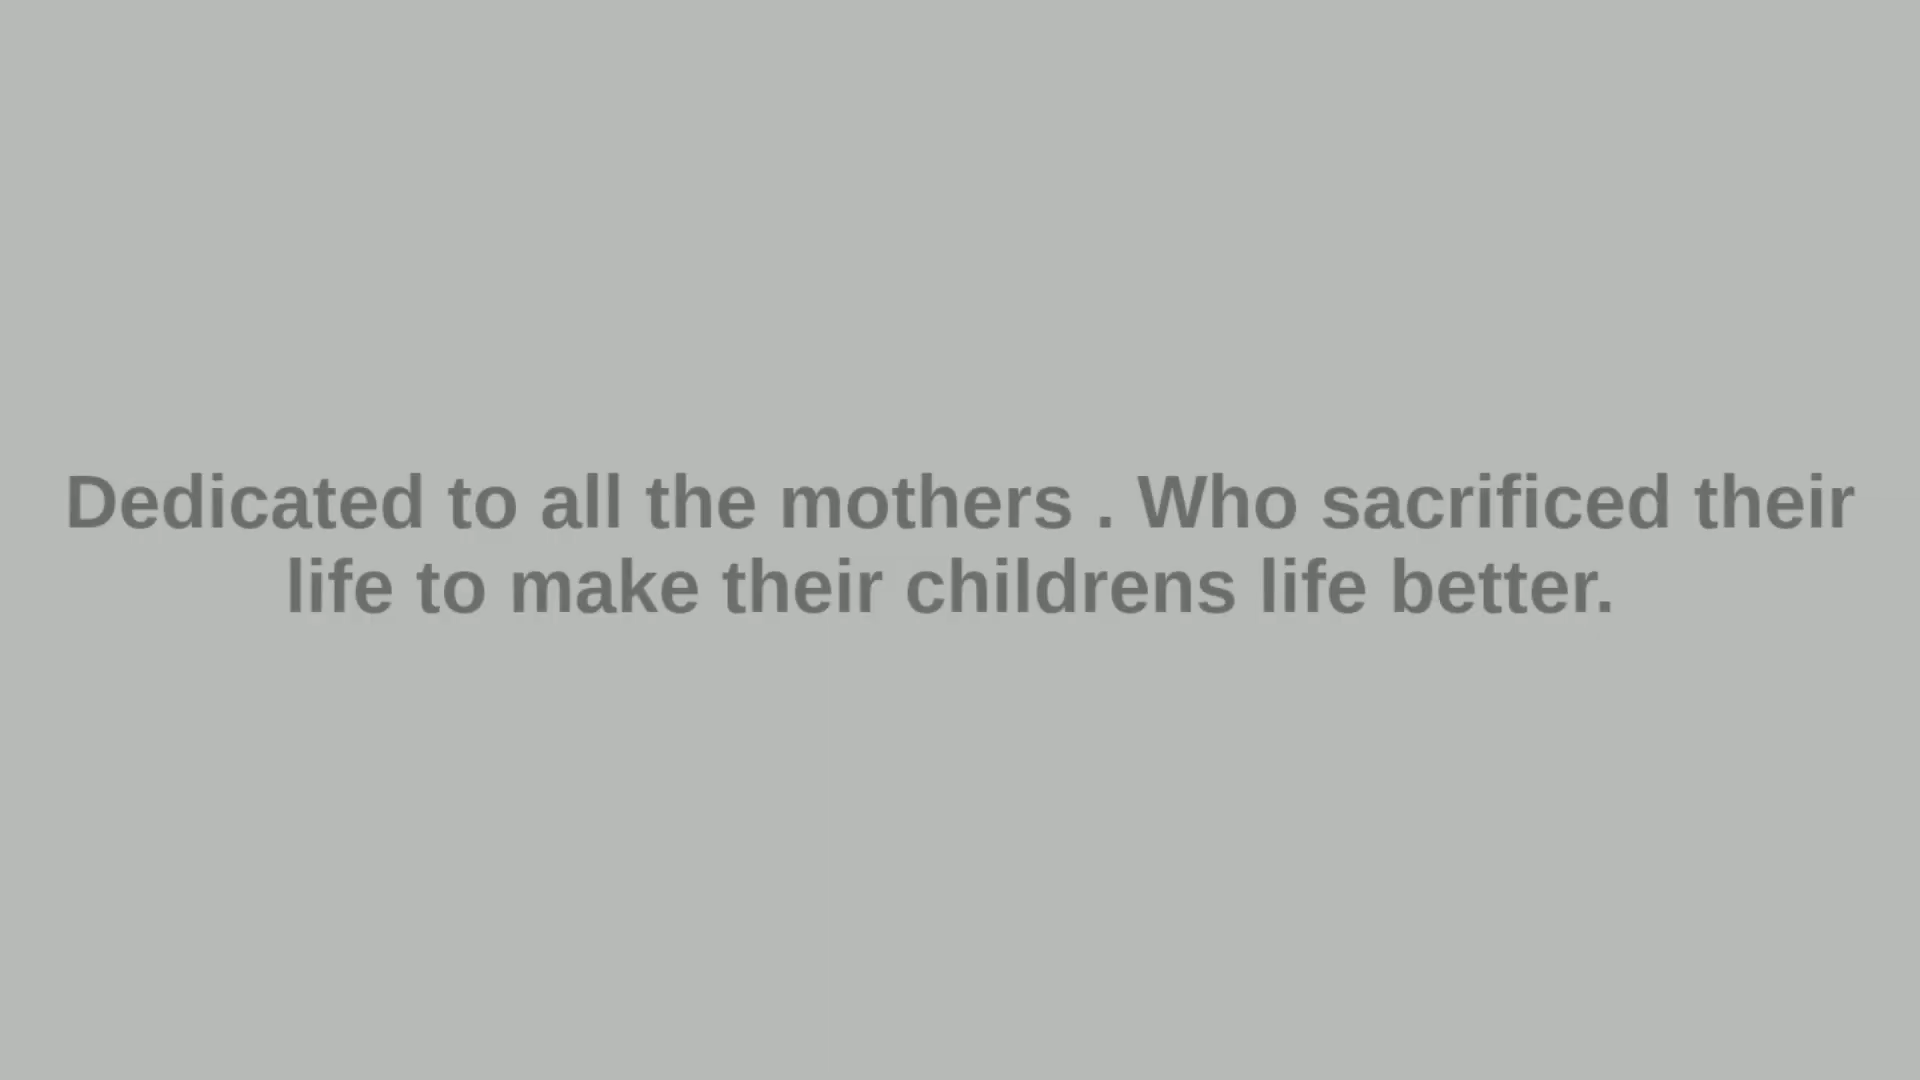 Dedicated to all the mothers . Who sacrificed their
life to make their childrens life better.